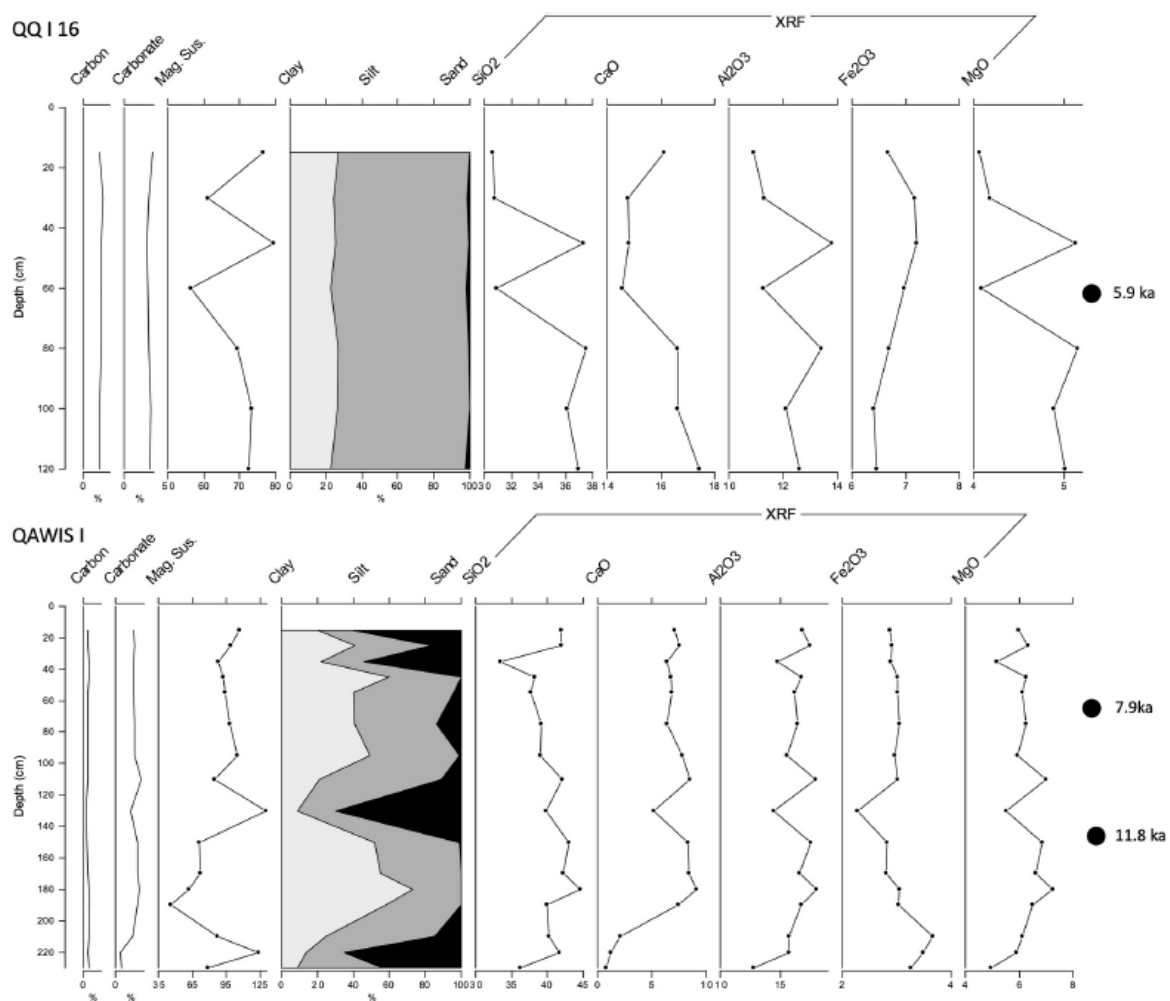 QQ I 16
XRF
Carbon Carbonate Mag. Sus. Clay Silt Sand SiO2 CaO Al2O3 Fe2O3 MgO
0
20
40
60
80
100
120
Depth (cm)
5.9 ka
0 0 50 60 70 80 0 20 40 60 80 100 30 32 34 36 38 14 16 18 10 12 14 6 7 8 4 5
% % %
QAWIS I
XRF
Carbon Carbonate Mag. Sus. Clay Silt Sand SiO2 CaO Al2O3 Fe2O3 MgO
0
20
40
60
80
100
120
140
160
180
200
220
Depth (cm)
7.9ka
11.8 ka
0 0 35 65 95 125 0 20 40 60 80 100 30 35 40 45 0 5 10 15 20 2 4 4 6 8
% % %